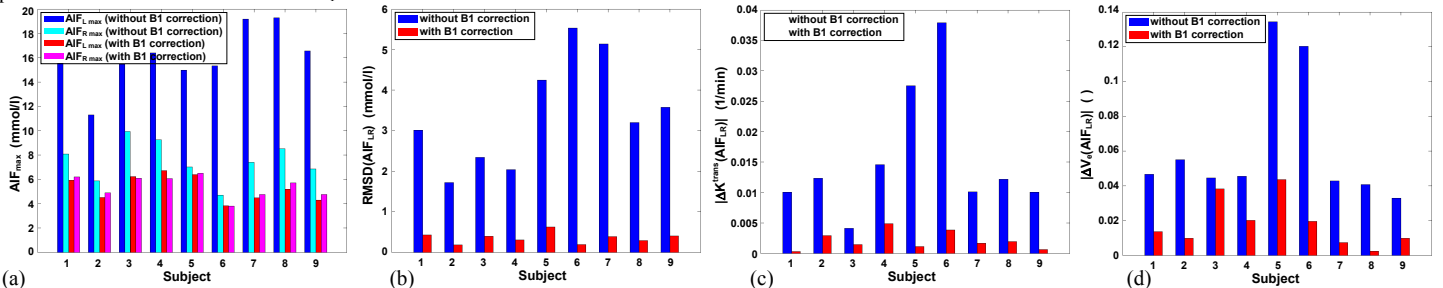 AIF_max (mmol/l)
20
18
16
14
12
10
8
6
4
2
0
AIF_L max (without B1 correction)
AIF_R max (without B1 correction)
AIF_L max (with B1 correction)
AIF_R max (with B1 correction)
1 2 3 4 5 6 7 8 9
Subject
(a)
RMSD(AIF_LR) (mmol/l)
6
5
4
3
2
1
0
without B1 correction
with B1 correction
1 2 3 4 5 6 7 8 9
Subject
(b)
|ΔK^trans(AIF_LR)| (1/min)
0.04
0.035
0.03
0.025
0.02
0.015
0.01
0.005
0
without B1 correction
with B1 correction
1 2 3 4 5 6 7 8 9
Subject
(c)
|ΔV_e(AIF_LR)| ( )
0.14
0.12
0.1
0.08
0.06
0.04
0.02
0
without B1 correction
with B1 correction
1 2 3 4 5 6 7 8 9
Subject
(d)